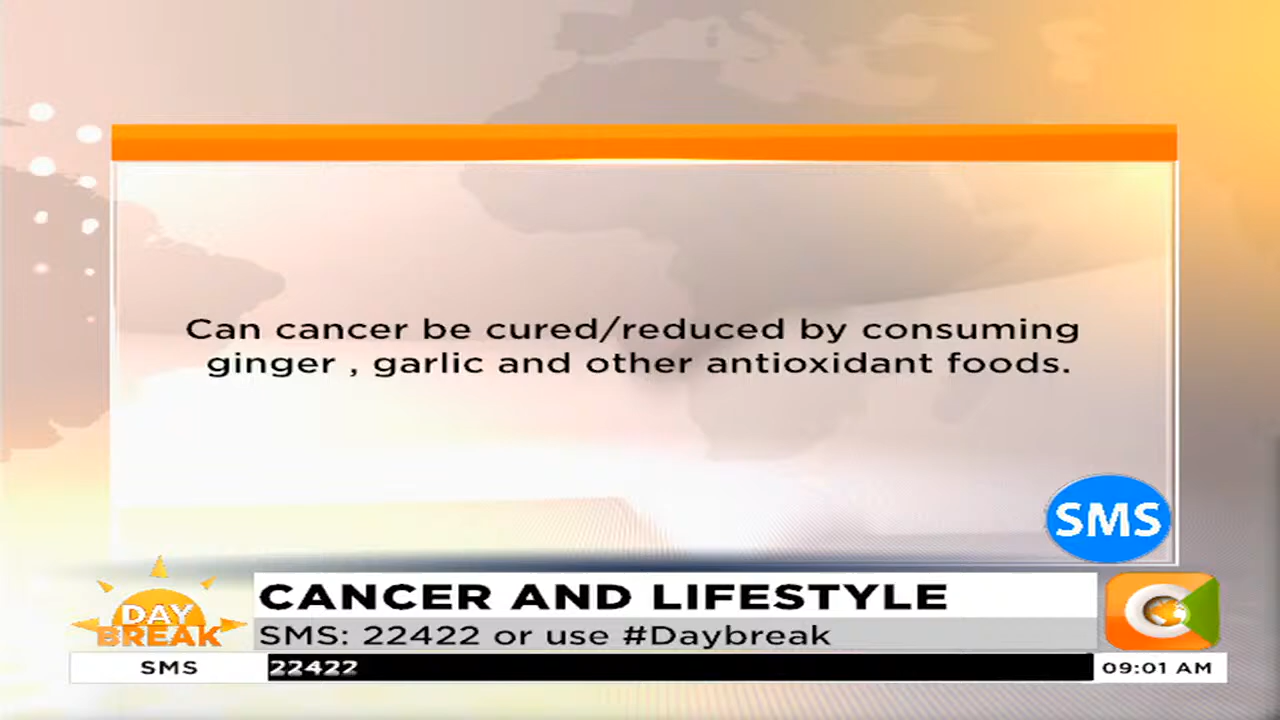 Can cancer be cured/reduced by consuming
ginger , garlic and other antioxidant foods.
SMS
CANCER AND LIFESTYLE
DAY
BREAK
SMS: 22422 or use #Daybreak
SMS
22422
09:01 AM